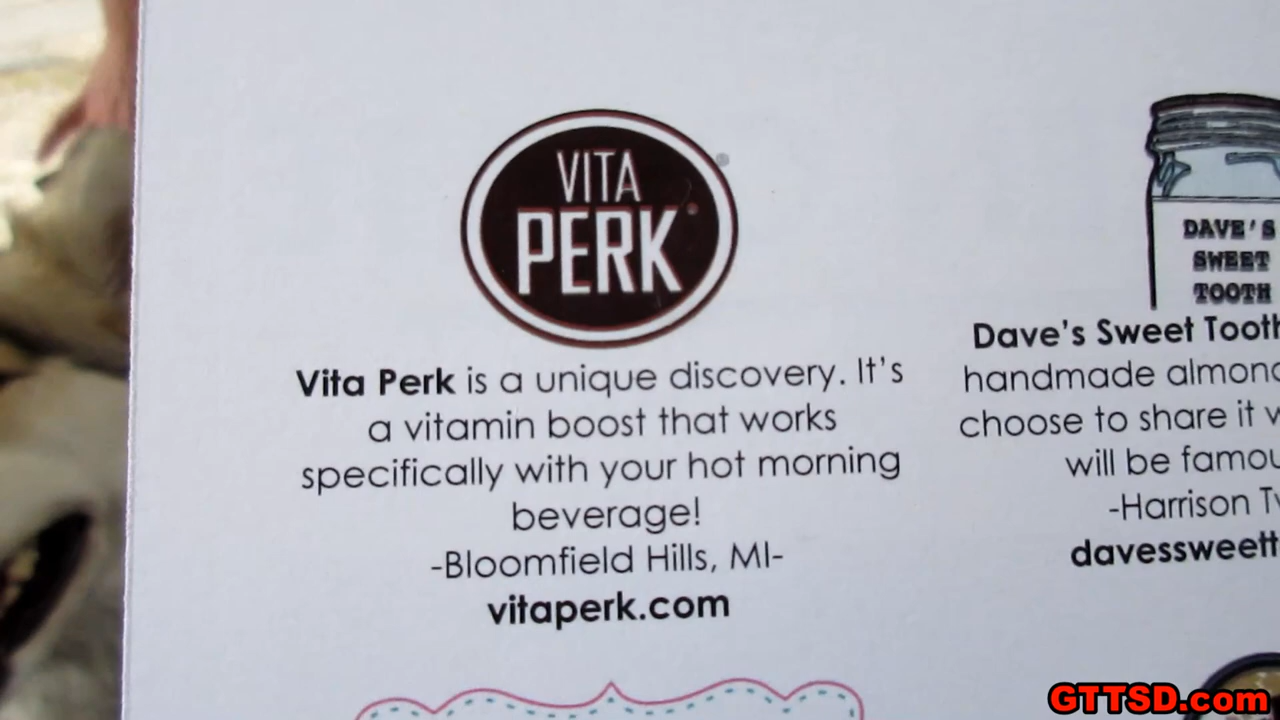 VITA
PERK
Vita Perk is a unique discovery. It's
a vitamin boost that works
specifically with your hot morning
beverage!
-Bloomfield Hills, MI-
vitaperk.com
DAVE'S
SWEET
TOOTH
Dave's Sweet Tooth
handmade almond
choose to share it
will be famou
-Harrison Tw
davessweett
GTTSD.com